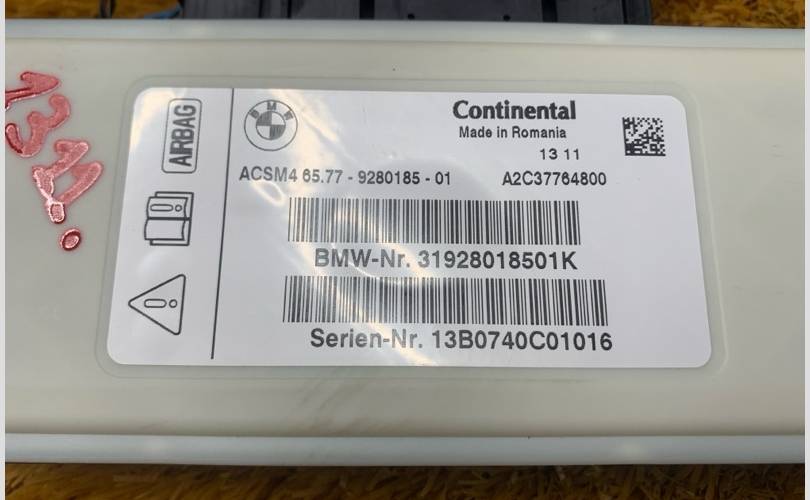 AIRBAG
BMW
Continental
Made in Romania
13 11
ACSM4 65.77 - 9280185 - 01 A2C37764800
BMW-Nr. 31928018501K
Serien-Nr. 13B0740C01016